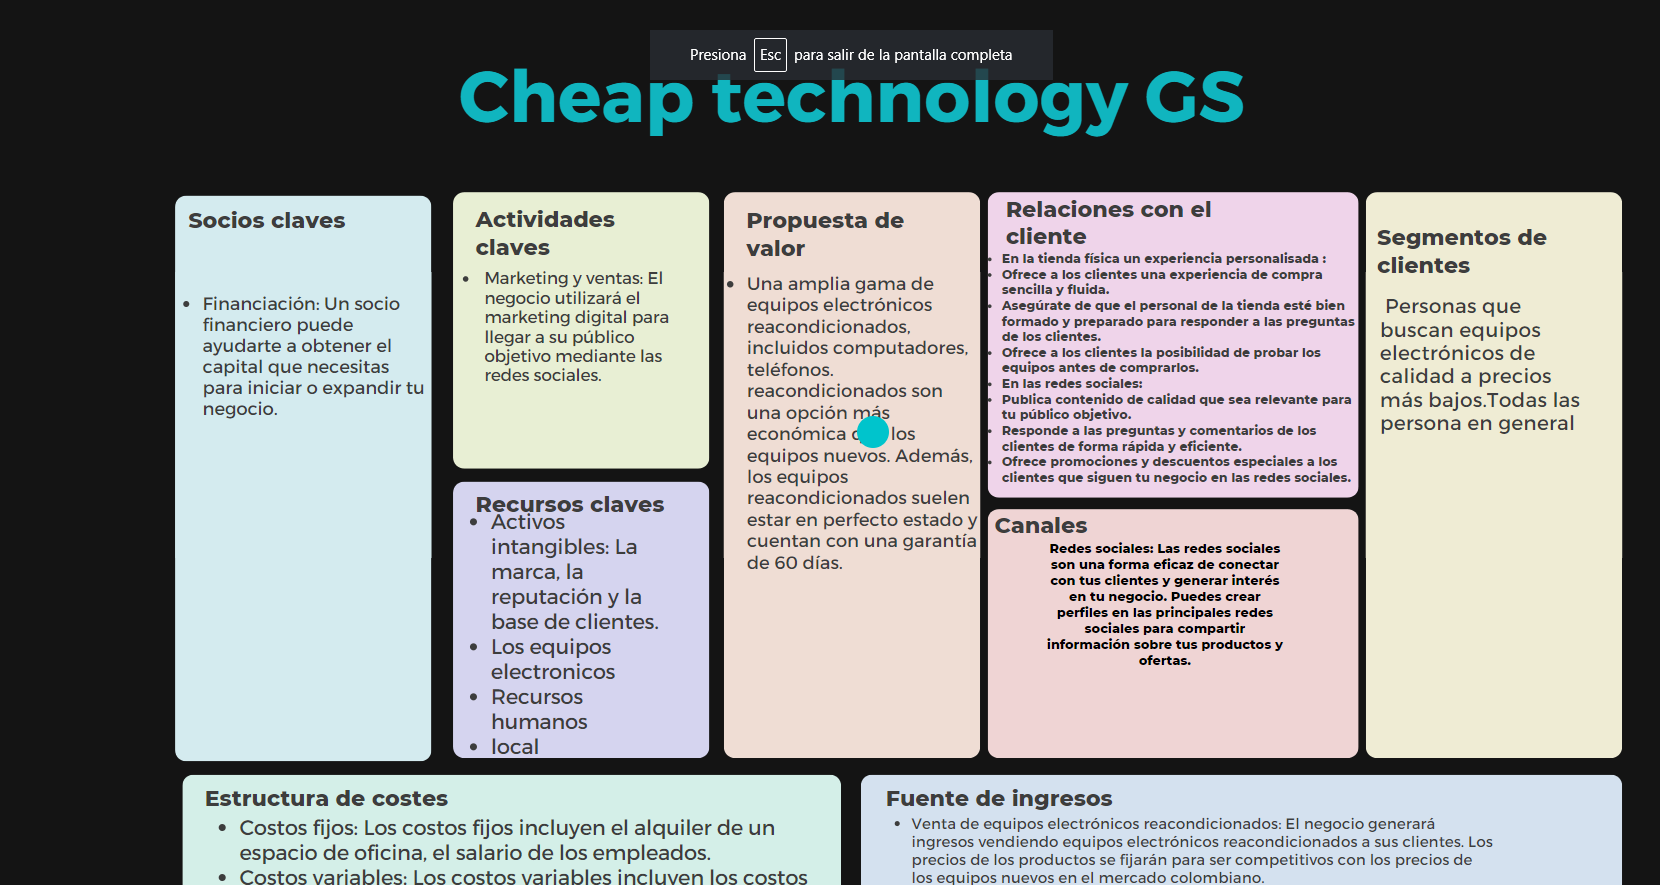 Presiona Esc para salir de la pantalla completa
Cheap technology GS
Socios claves
• Financiación: Un socio
financiero puede
ayudarte a obtener el
capital que necesitas
para iniciar o expandir tu
negocio.
Actividades
claves
• Marketing y ventas: El
negocio utilizará el
marketing digital para
llegar a su público
objetivo mediante las
redes sociales.
Recursos claves
• Activos
intangibles: La
marca, la
reputación y la
base de clientes.
• Los equipos
electronicos
• Recursos
humanos
• local
Propuesta de
valor
• Una amplia gama de
equipos electrónicos
reacondicionados,
incluidos computadores,
teléfonos.
reacondicionados son
una opción más
económica los
equipos nuevos. Además,
los equipos
reacondicionados suelen
estar en perfecto estado y
cuentan con una garantía
de 60 días.
Relaciones con el
cliente
• En la tienda física un experiencia personalisada :
• Ofrece a los clientes una experiencia de compra
sencilla y fluida.
• Asegúrate de que el personal de la tienda esté bien
formado y preparado para responder a las preguntas
de los clientes.
• Ofrece a los clientes la posibilidad de probar los
equipos antes de comprarlos.
• En las redes sociales:
• Publica contenido de calidad que sea relevante para
tu público objetivo.
• Responde a las preguntas y comentarios de los
clientes de forma rápida y eficiente.
• Ofrece promociones y descuentos especiales a los
clientes que siguen tu negocio en las redes sociales.
Canales
Redes sociales: Las redes sociales
son una forma eficaz de conectar
con tus clientes y generar interés
en tu negocio. Puedes crear
perfiles en las principales redes
sociales para compartir
información sobre tus productos y
ofertas.
Segmentos de
clientes
Personas que
buscan equipos
electrónicos de
calidad a precios
más bajos.Todas las
persona en general
Estructura de costes
• Costos fijos: Los costos fijos incluyen el alquiler de un
espacio de oficina, el salario de los empleados.
• Costos variables: Los costos variables incluyen los costos
Fuente de ingresos
• Venta de equipos electrónicos reacondicionados: El negocio generará
ingresos vendiendo equipos electrónicos reacondicionados a sus clientes. Los
precios de los productos se fijarán para ser competitivos con los precios de
los equipos nuevos en el mercado colombiano.